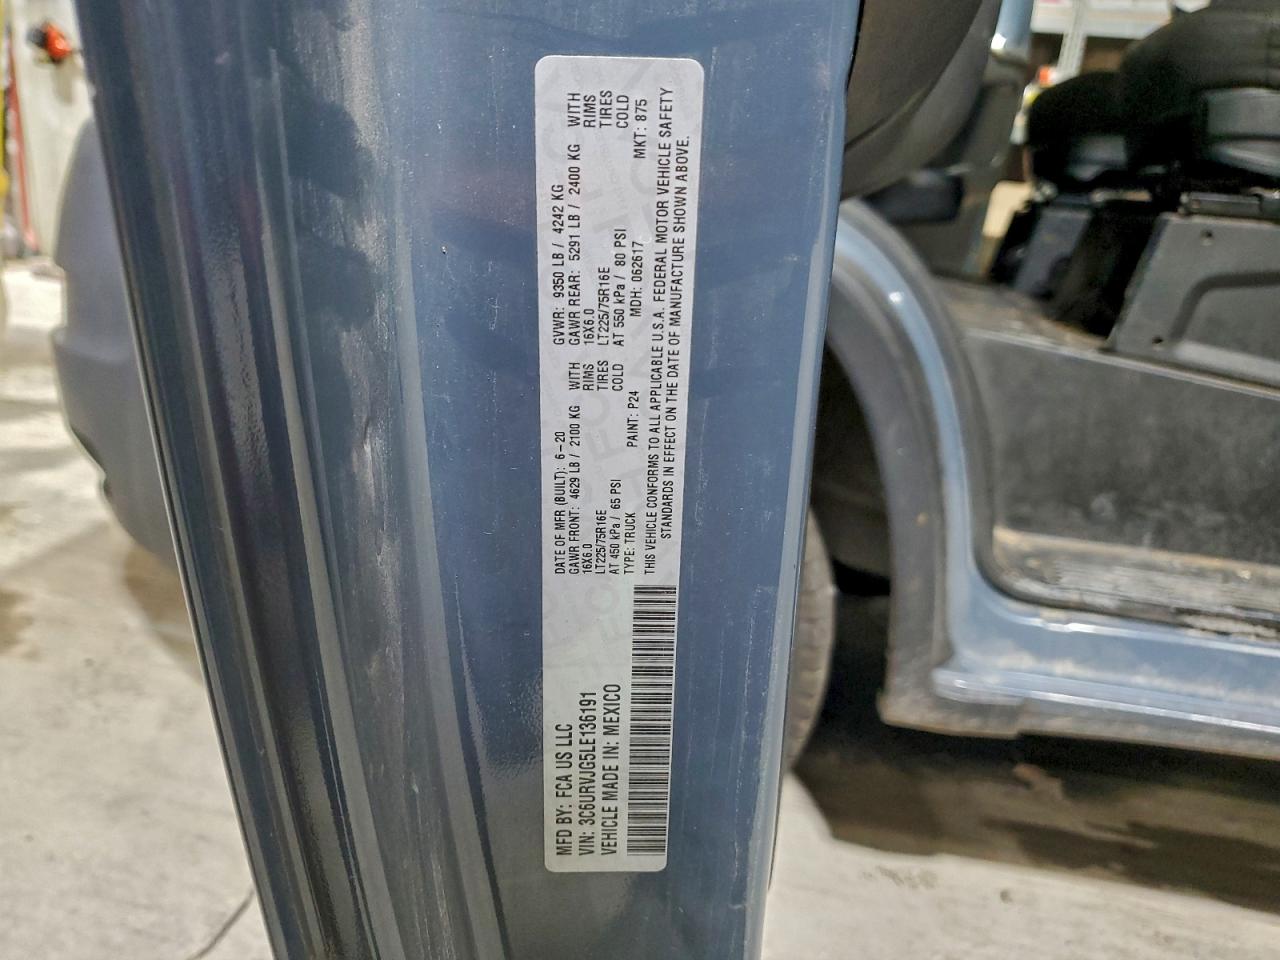 MFD BY: FCA US LLC
VIN: 3C6URVJG5LE136191
VEHICLE MADE IN: MEXICO
DATE OF MFR (BUILT): 6-20 GVWR: 9350 LB / 4242 KG
GAWR FRONT: 4629 LB / 2100 KG WITH GAWR REAR: 5291 LB / 2400 KG WITH
16X6.0 RIMS 16X6.0 RIMS
LT225/75R16E TIRES LT225/75R16E TIRES
AT 450 kPa / 65 PSI COLD AT 550 kPa / 80 PSI COLD
TYPE: TRUCK PAINT: P24 MDH: 062617 MKT: 875
THIS VEHICLE CONFORMS TO ALL APPLICABLE U.S.A. FEDERAL MOTOR VEHICLE SAFETY
STANDARDS IN EFFECT ON THE DATE OF MANUFACTURE SHOWN ABOVE.